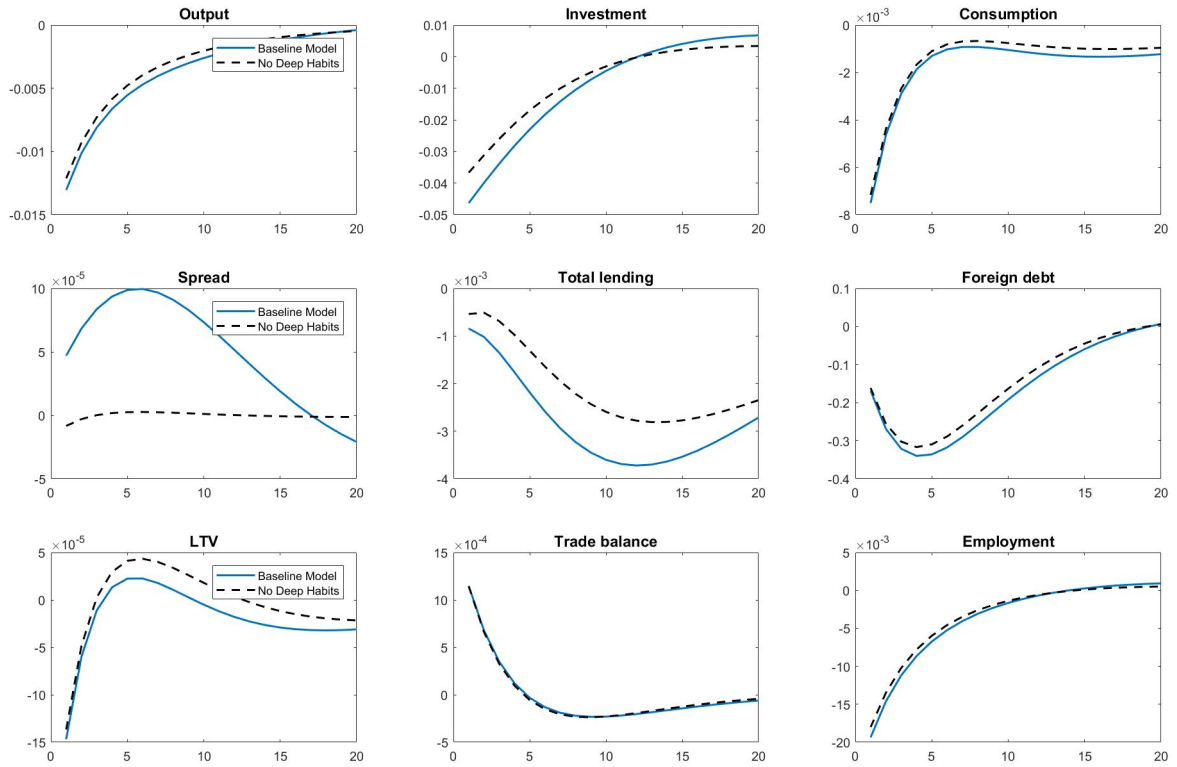 Output
0
-0.005
-0.01
-0.015
0 5 10 15 20
Baseline Model
No Deep Habits
Investment
0.01
0
-0.01
-0.02
-0.03
-0.04
-0.05
0 5 10 15 20
×10-3
Consumption
0
-2
-4
-6
-8
0 5 10 15 20
×10-5
Spread
10
5
0
-5
0 5 10 15 20
Baseline Model
No Deep Habits
×10-3
Total lending
0
-1
-2
-3
-4
0 5 10 15 20
Foreign debt
0.1
0
-0.1
-0.2
-0.3
-0.4
0 5 10 15 20
×10-5
LTV
5
0
-5
-10
-15
0 5 10 15 20
Baseline Model
No Deep Habits
×10-4
Trade balance
15
10
5
0
-5
0 5 10 15 20
×10-3
Employment
5
0
-5
-10
-15
-20
0 5 10 15 20